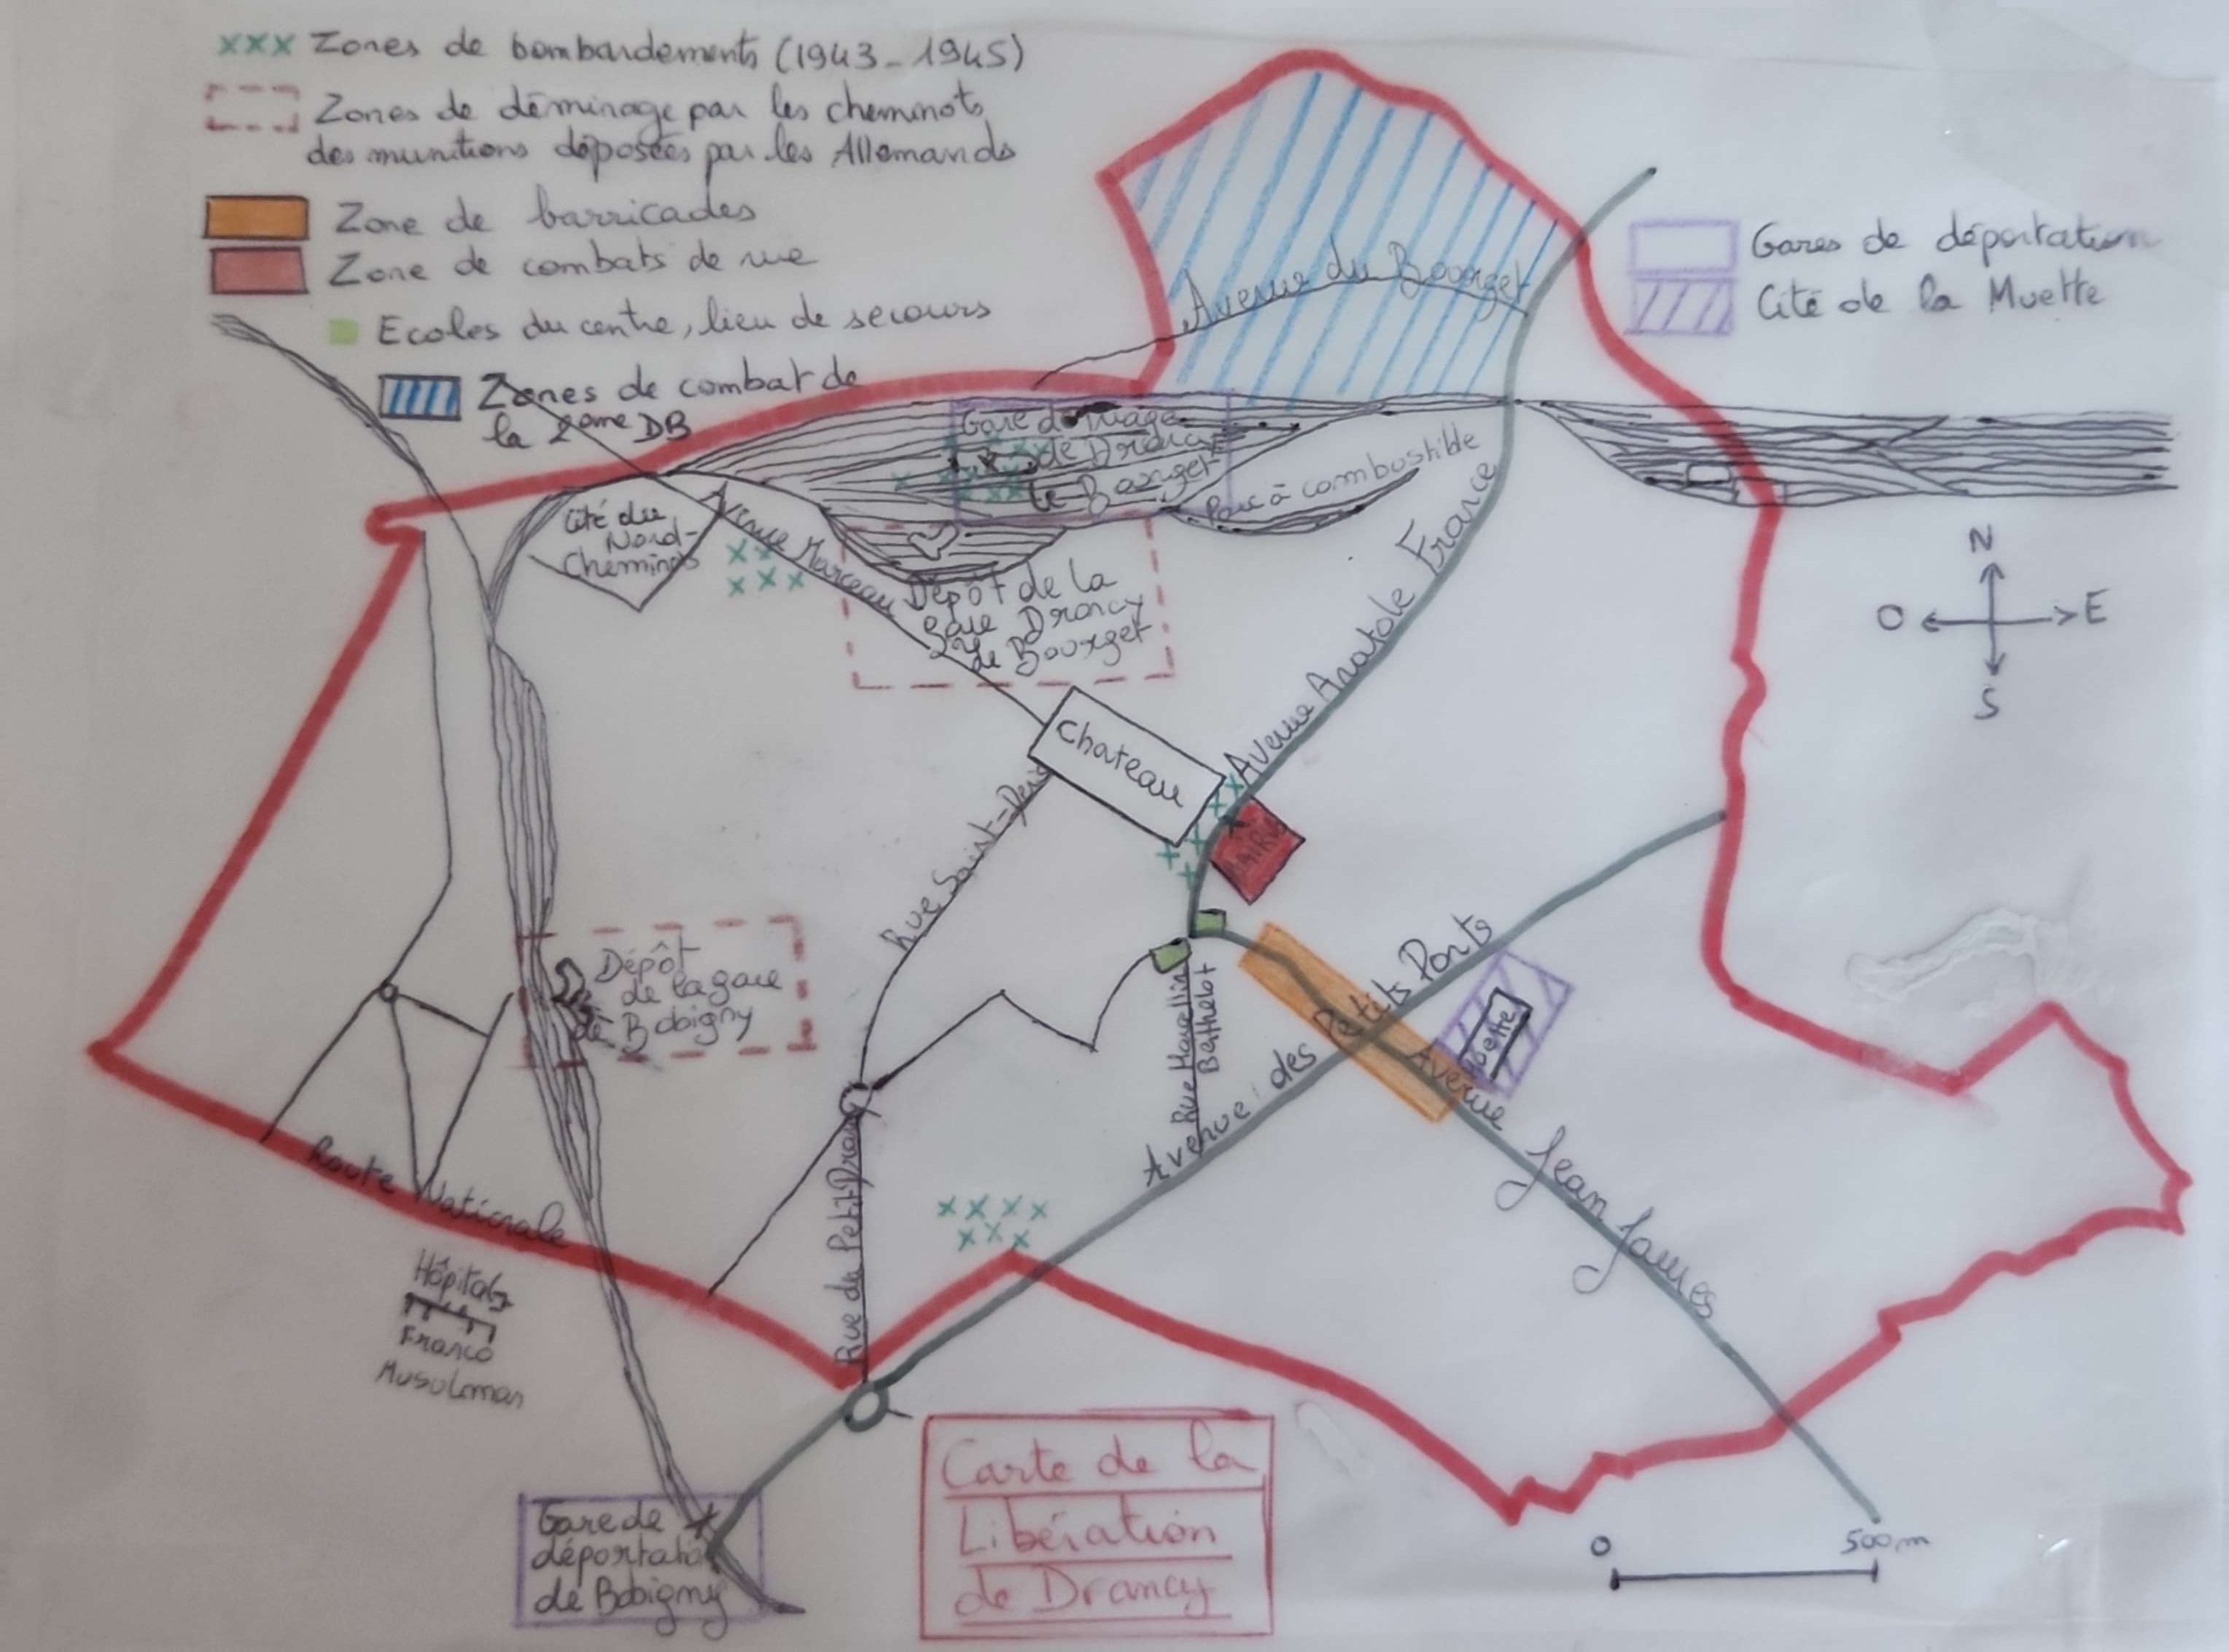 xxx Zones de bombardements (1943-1945)
Zones de déminage par les cheminots
des munitions déposées par les Allemands
Zone de barricades
Zone de combats de rue
Ecoles du centre, lieu de secours
Zones de combat de
la 2ème DB
Gares de déportation
Cité de la Muette
Avenue du Bourget
Gare de triage
de Drancy
le Bourget
Parc à combustible
Cité du
Nord-
Cheminots
Avenue Marceau
Dépôt de la
gare Drancy
Bourget
Avenue Anatole France
N
O
E
S
Chateau
MAIRIE
Rue Saint-Denis
Dépôt
de la gare
de Bobigny
Rue Marcellin
Berthelot
Avenue des Petits Ponts
Muette
Avenue Jean Jaures
Route Nationale
Rue du Petit Drancy
Hôpital
Franco
Musulman
Gare de
déportation
de Bobigny
Carte de la
Libération
de Drancy
0
500m